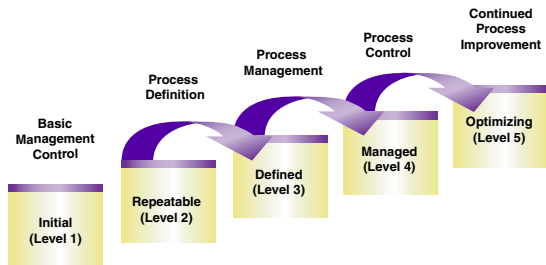 Basic
Management
Control
Initial
(Level 1)
Process
Definition
Repeatable
(Level 2)
Process
Management
Defined
(Level 3)
Process
Control
Managed
(Level 4)
Continued
Process
Improvement
Optimizing
(Level 5)